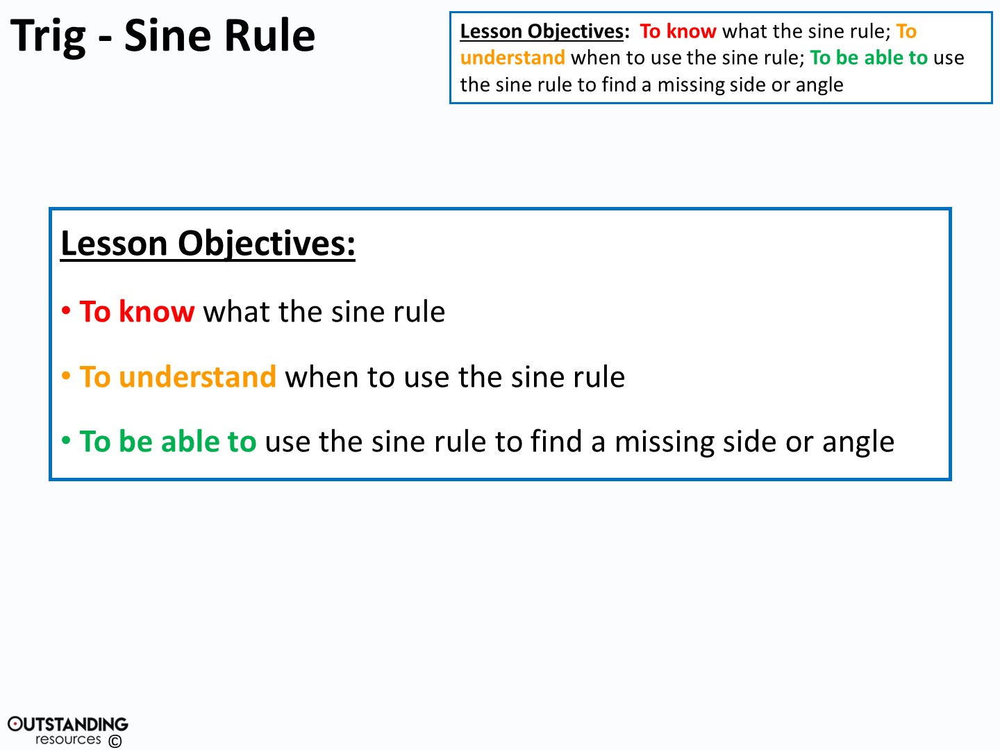 Trig - Sine Rule
Lesson Objectives: To know what the sine rule; To
understand when to use the sine rule; To be able to use
the sine rule to find a missing side or angle
Lesson Objectives:
• To know what the sine rule
• To understand when to use the sine rule
• To be able to use the sine rule to find a missing side or angle
OUTSTANDING
resources ©